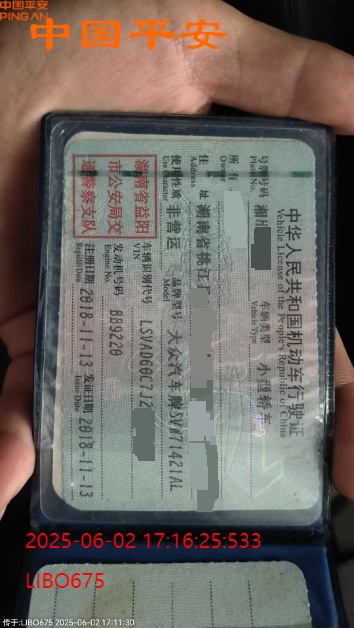 中国平安
PING AN
中国平安
中华人民共和国机动车行驶证
Vehicle License of the People's Republic of China
号牌号码 湘 车辆类型 小型轿车
Plate No. Vehicle Type
所有人
Owner
住 址 湖南省桃江
Address
使用性质 非营运 品牌型号 大众汽车牌SVW71421AL
Use Character Model
湖南省益阳
市公安局交
通警察支队
车辆识别代号 LSVAD60C7J2
VIN
发动机号码 BB9220
Engine No.
注册日期 2018-11-13 发证日期 2018-11-13
Register Date Issue Date
2025-06-02 17:16:25:533
LIBO675
传于:LIBO675 2025-06-02 17:11:30